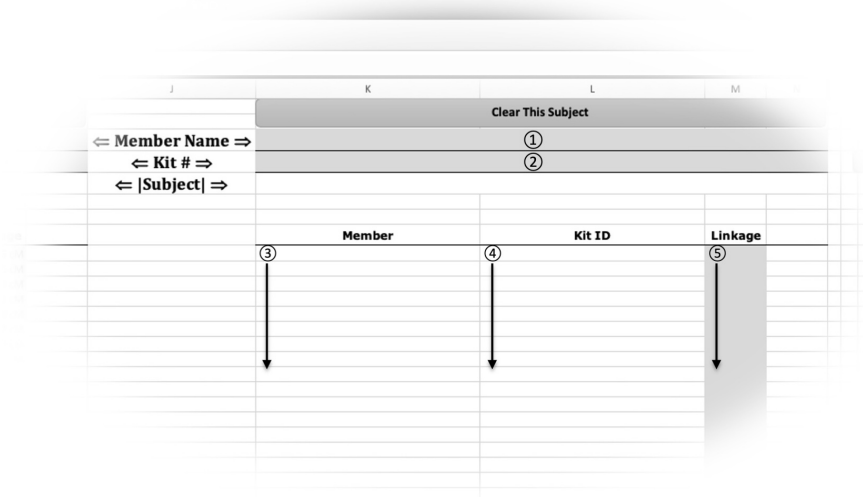 J K L M
Clear This Subject
⇐ Member Name ⇒ ①
⇐ Kit # ⇒ ②
⇐ |Subject| ⇒
Member Kit ID Linkage
③ ④ ⑤